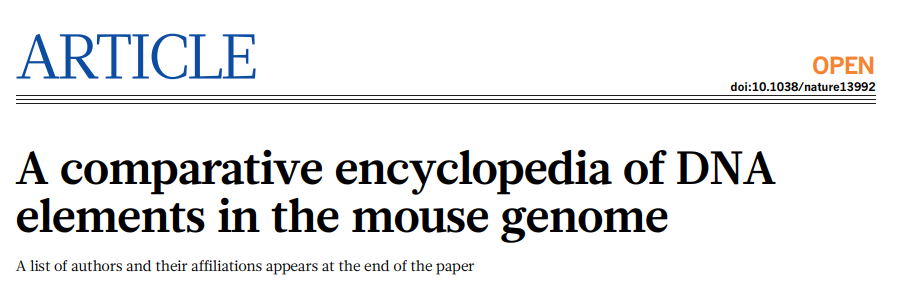 ARTICLE
OPEN
doi:10.1038/nature13992
A comparative encyclopedia of DNA
elements in the mouse genome
A list of authors and their affiliations appears at the end of the paper